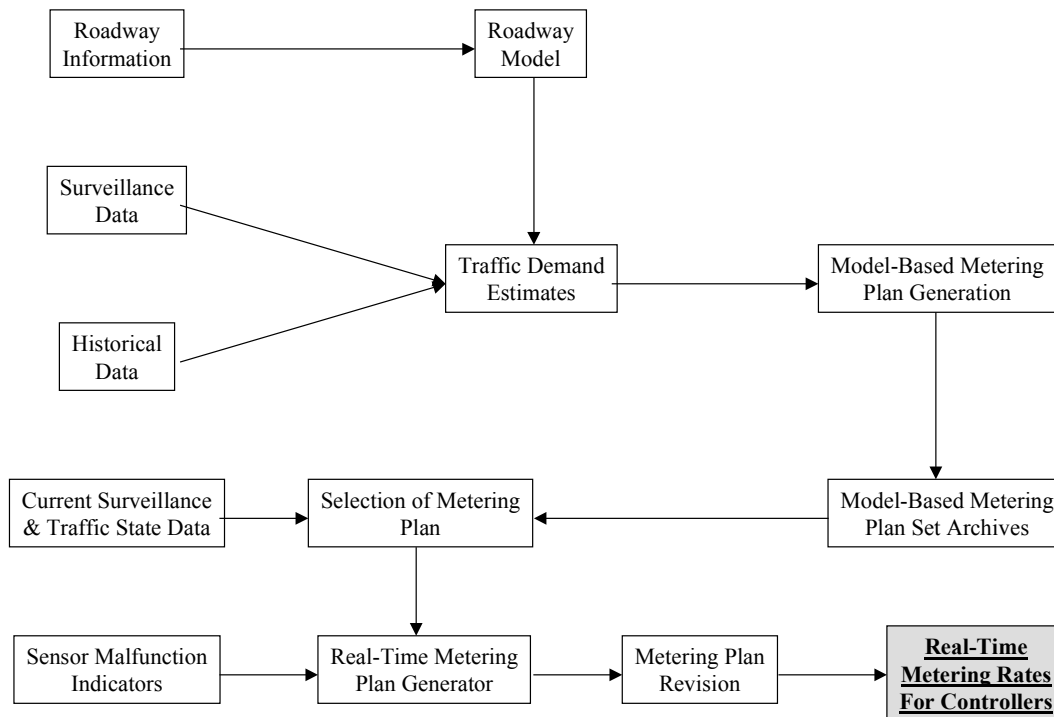 Roadway
Information
Roadway
Model
Surveillance
Data
Traffic Demand
Estimates
Model-Based Metering
Plan Generation
Historical
Data
Current Surveillance
& Traffic State Data
Selection of Metering
Plan
Model-Based Metering
Plan Set Archives
Sensor Malfunction
Indicators
Real-Time Metering
Plan Generator
Metering Plan
Revision
Real-Time
Metering Rates
For Controllers